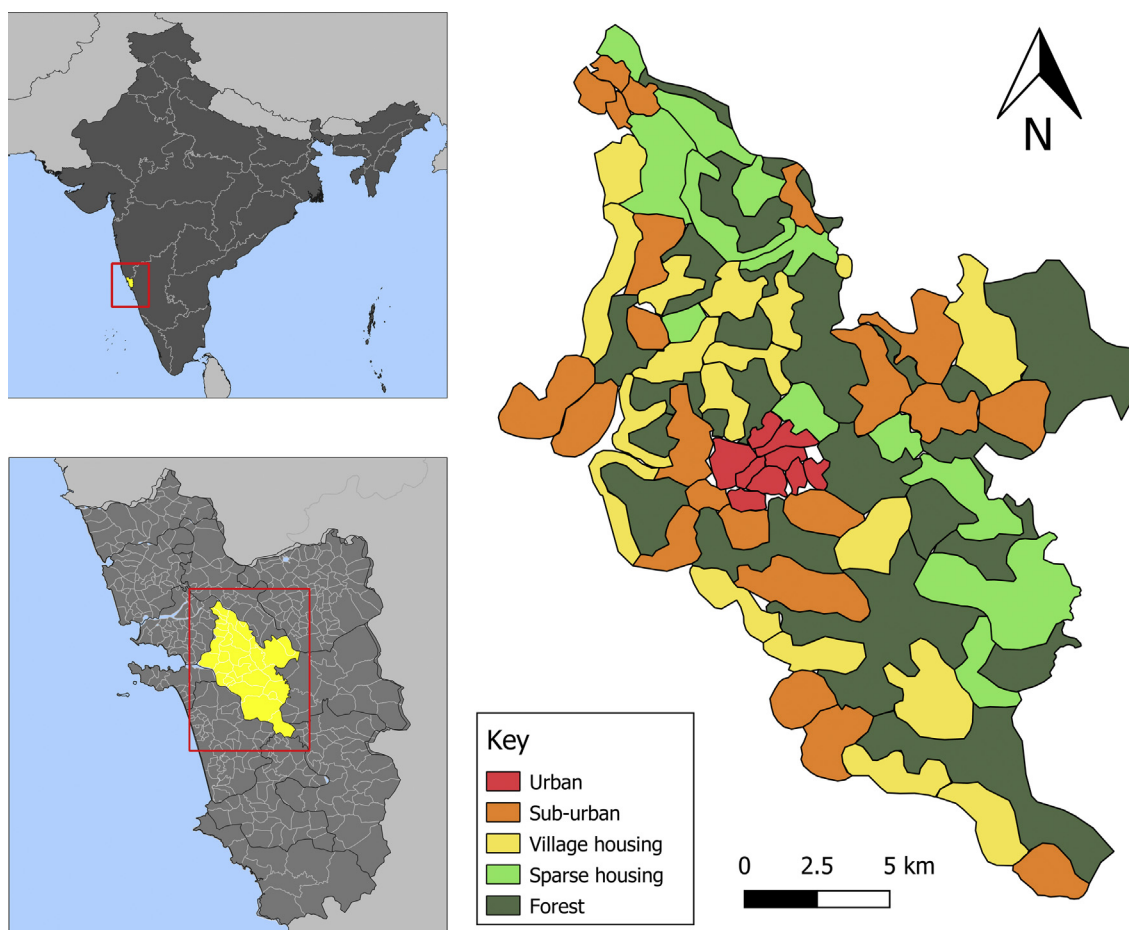 N
Key
Urban
Sub-urban
Village housing
Sparse housing
Forest
0 2.5 5 km